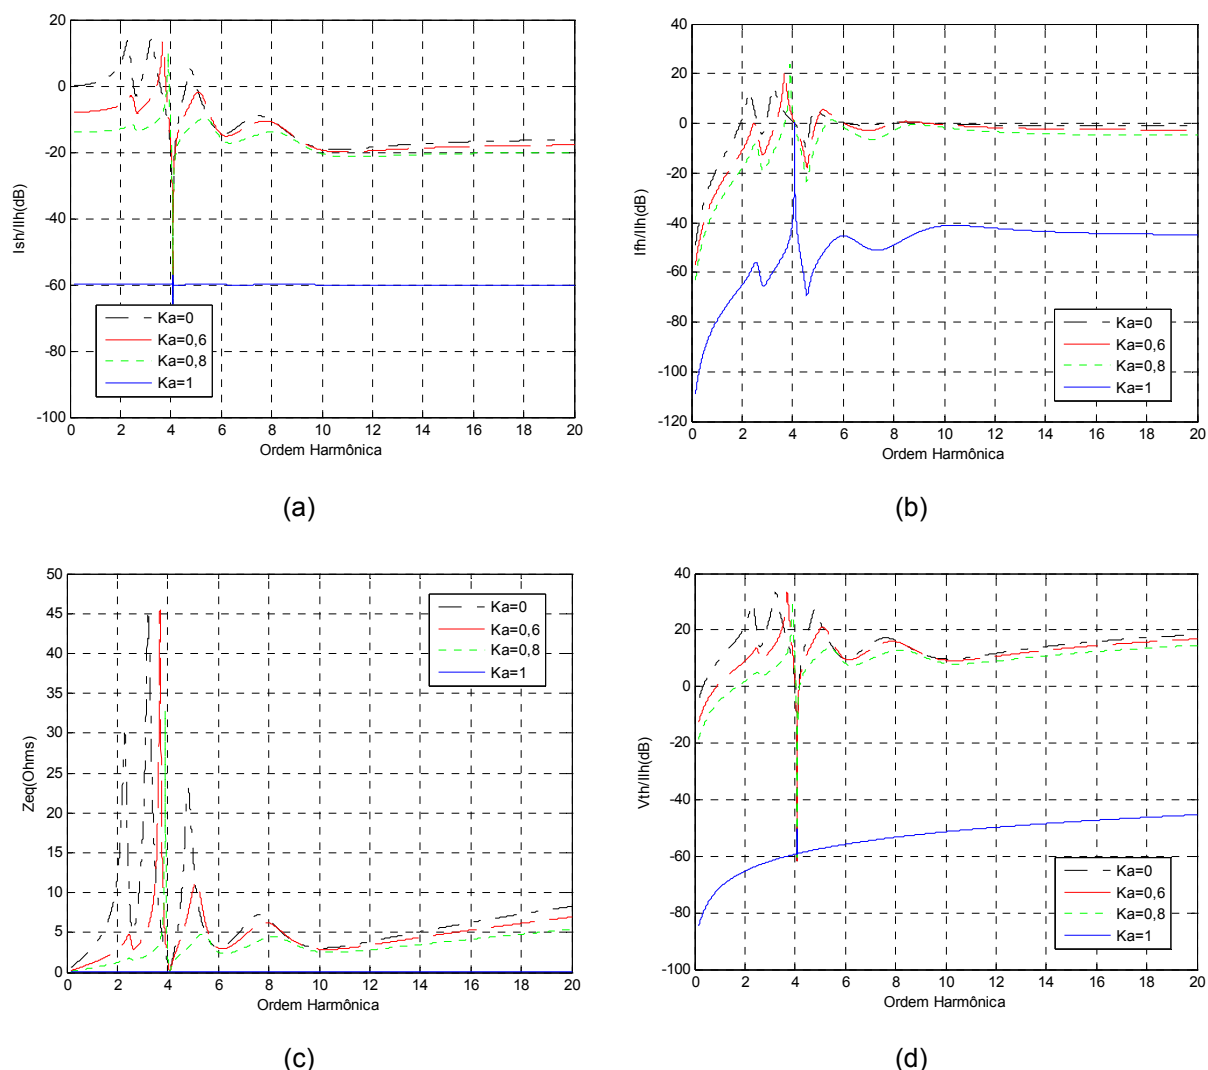 20
0
-20
-40
-60
-80
-100
Ish/Ilh(dB)
0 2 4 6 8 10 12 14 16 18 20
Ordem Harmônica
Ka=0
Ka=0,6
Ka=0,8
Ka=1
(a)
40
20
0
-20
-40
-60
-80
-100
-120
Ifh/Ilh(dB)
0 2 4 6 8 10 12 14 16 18 20
Ordem Harmônica
Ka=0
Ka=0,6
Ka=0,8
Ka=1
(b)
50
45
40
35
30
25
20
15
10
5
0
Zeq(Ohms)
0 2 4 6 8 10 12 14 16 18 20
Ordem Harmônica
Ka=0
Ka=0,6
Ka=0,8
Ka=1
(c)
40
20
0
-20
-40
-60
-80
-100
Vth/Ilh(dB)
0 2 4 6 8 10 12 14 16 18 20
Ordem Harmônica
Ka=0
Ka=0,6
Ka=0,8
Ka=1
(d)